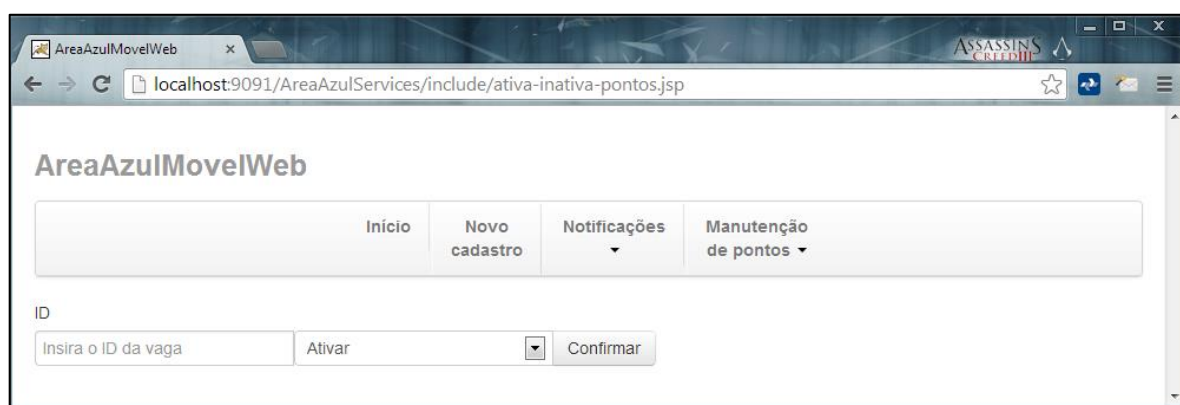 AreaAzulMovelWeb
ASSASSIN'S
CREED III
localhost:9091/AreaAzulServices/include/ativa-inativa-pontos.jsp
AreaAzulMovelWeb
Início
Novo
cadastro
Notificações
Manutenção
de pontos
ID
Insira o ID da vaga
Ativar
Confirmar